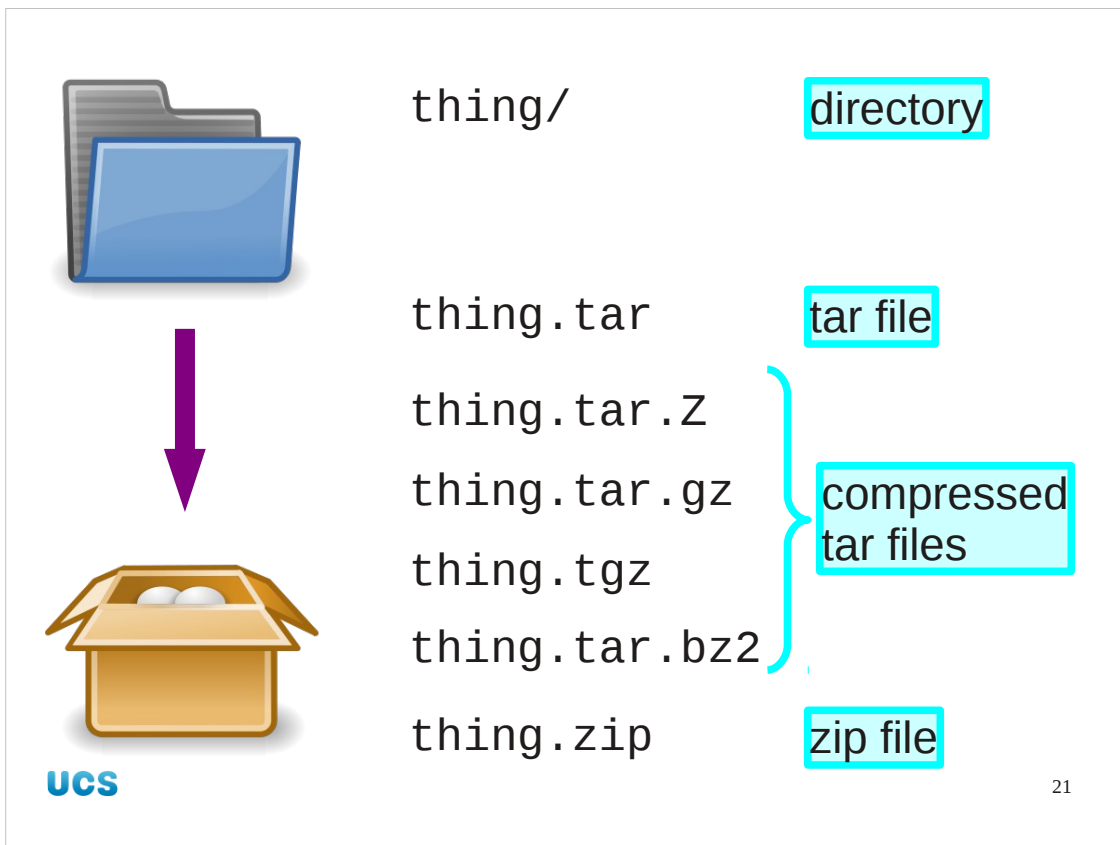 thing/ directory
thing.tar tar file
thing.tar.Z
thing.tar.gz compressed
tar files
thing.tgz
thing.tar.bz2
thing.zip zip file
UCS 21